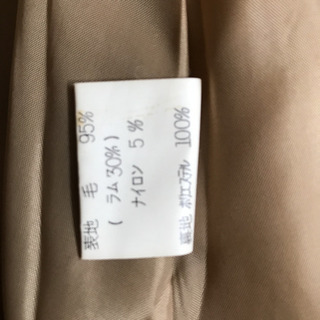 表地 毛 95%
( ラム30% )
ナイロン 5%
裏地 ポリエステル 100%